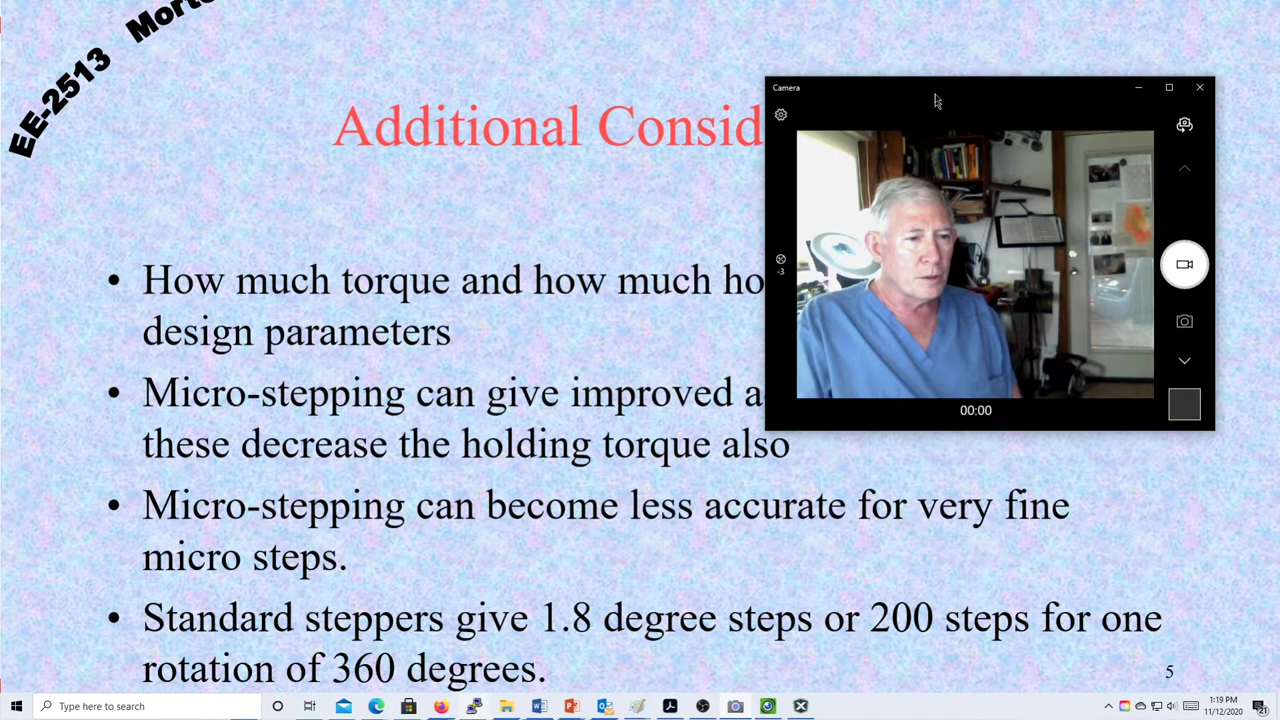 EE-2513
Additional Consid
Camera
-3
00:00
• How much torque and how much ho
design parameters
• Micro-stepping can give improved a
these decrease the holding torque also
• Micro-stepping can become less accurate for very fine
micro steps.
• Standard steppers give 1.8 degree steps or 200 steps for one
rotation of 360 degrees.
5
Type here to search
1:19 PM
11/12/2020
21